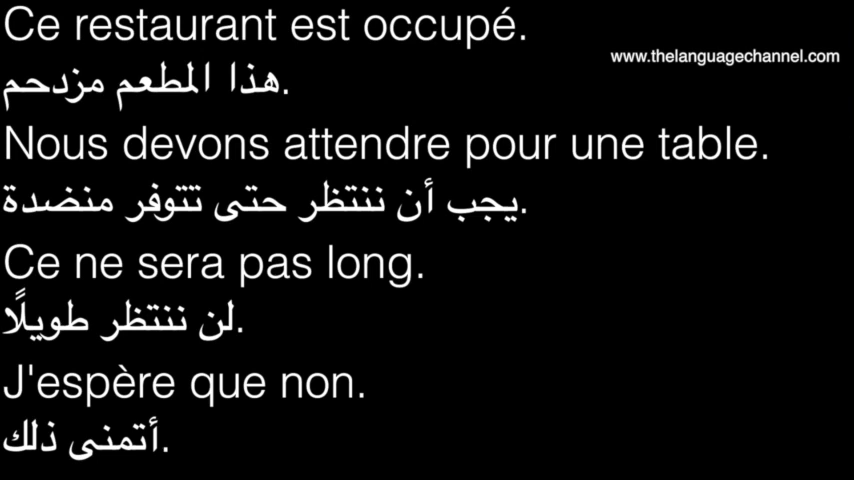 Ce restaurant est occupé.
www.thelanguagechannel.com
هذا المطعم مزدحم.
Nous devons attendre pour une table.
يجب أن ننتظر حتى تتوفر منضدة.
Ce ne sera pas long.
لن ننتظر طويلًا.
J'espère que non.
أتمنى ذلك.